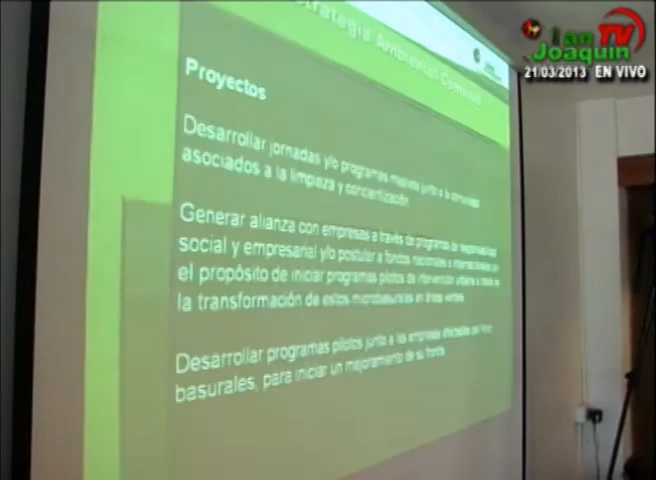 San TV
Joaquin
21/03/2013 EN VIVO
Estrategia Ambiental Comunal
Proyectos
Desarrollar jornadas y/o programas masivos junto a la comunidad
asociados a la limpieza y concientización
Generar alianza con empresas a través de programas de responsabilidad
social y empresarial y/o postular a fondos nacionales o internacionales con
el propósito de iniciar programas pilotos de intervención urbana a través de
la transformación de estos microbasurales en áreas verdes
Desarrollar programas pilotos junto a las empresas afectadas por
basurales, para iniciar un mejoramiento de su frontis